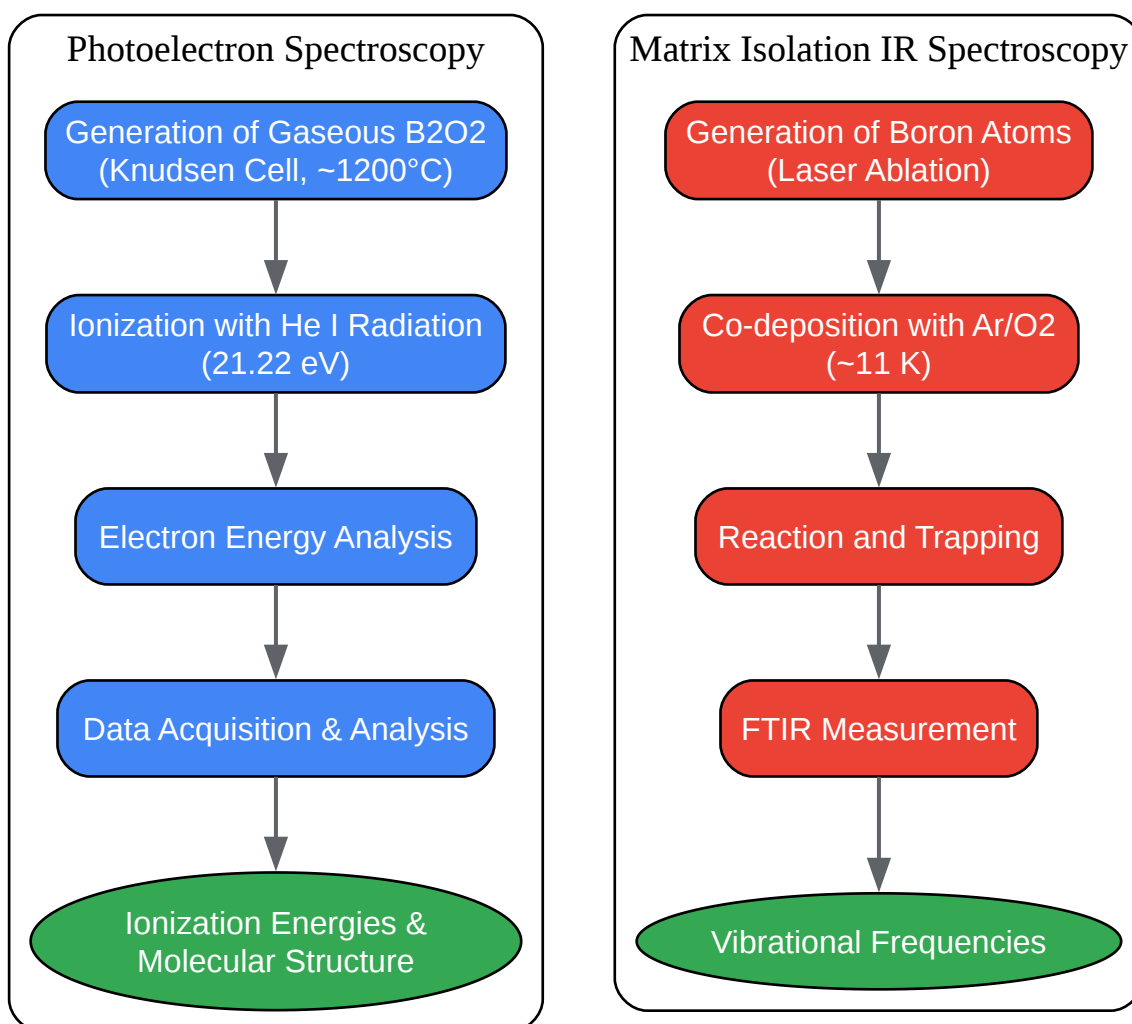 Photoelectron Spectroscopy
Generation of Gaseous B2O2
(Knudsen Cell, ~1200°C)
Ionization with He I Radiation
(21.22 eV)
Electron Energy Analysis
Data Acquisition & Analysis
Ionization Energies &
Molecular Structure
Matrix Isolation IR Spectroscopy
Generation of Boron Atoms
(Laser Ablation)
Co-deposition with Ar/O2
(~11 K)
Reaction and Trapping
FTIR Measurement
Vibrational Frequencies